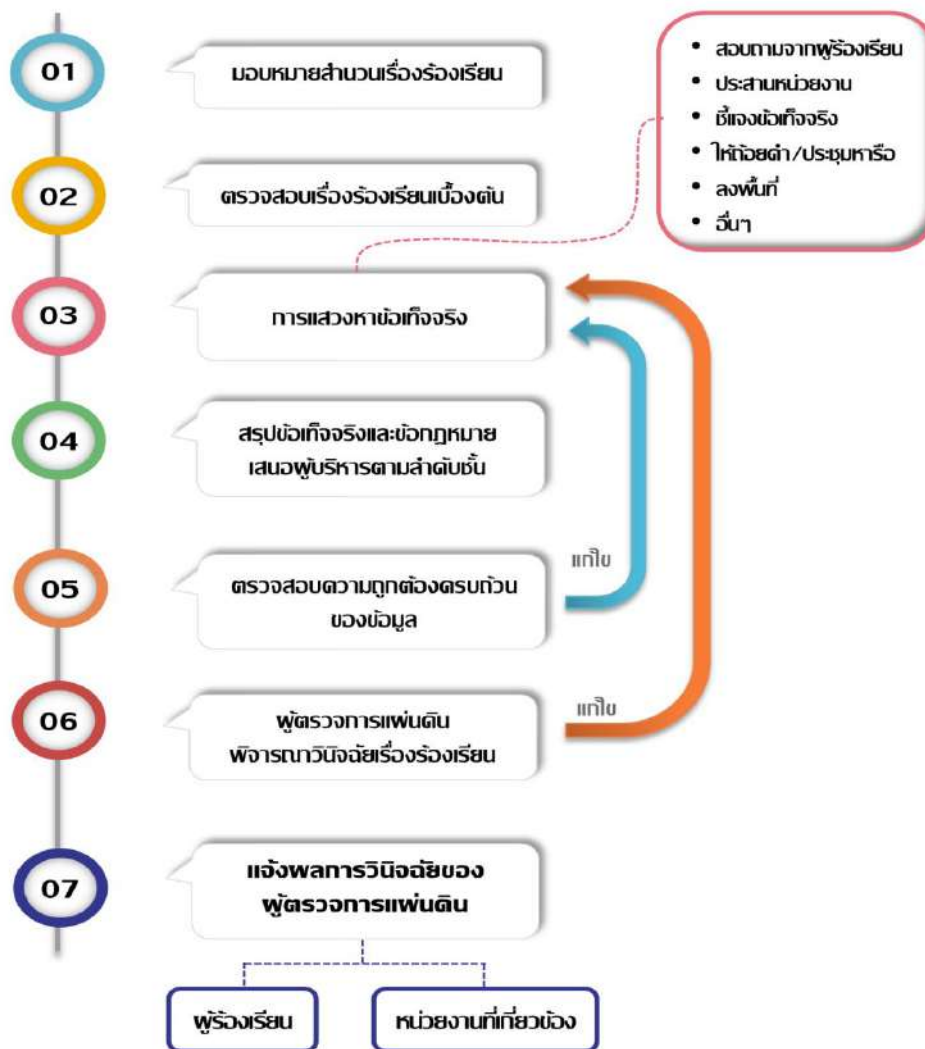 01
มอบหมายสำนวนเรื่องร้องเรียน
• สอบถามจากผู้ร้องเรียน
• ประสานหน่วยงาน
• ชี้แจงข้อเท็จจริง
• ให้ถ้อยคำ/ประชุมหารือ
• ลงพื้นที่
• อื่นๆ
02
ตรวจสอบเรื่องร้องเรียนเบื้องต้น
03
การแสวงหาข้อเท็จจริง
04
สรุปข้อเท็จจริงและข้อกฎหมาย
เสนอผู้บริหารตามลำดับชั้น
05
ตรวจสอบความถูกต้องครบถ้วน
ของข้อมูล
แก้ไข
06
ผู้ตรวจการแผ่นดิน
พิจารณาวินิจฉัยเรื่องร้องเรียน
แก้ไข
07
แจ้งผลการวินิจฉัยของ
ผู้ตรวจการแผ่นดิน
ผู้ร้องเรียน
หน่วยงานที่เกี่ยวข้อง